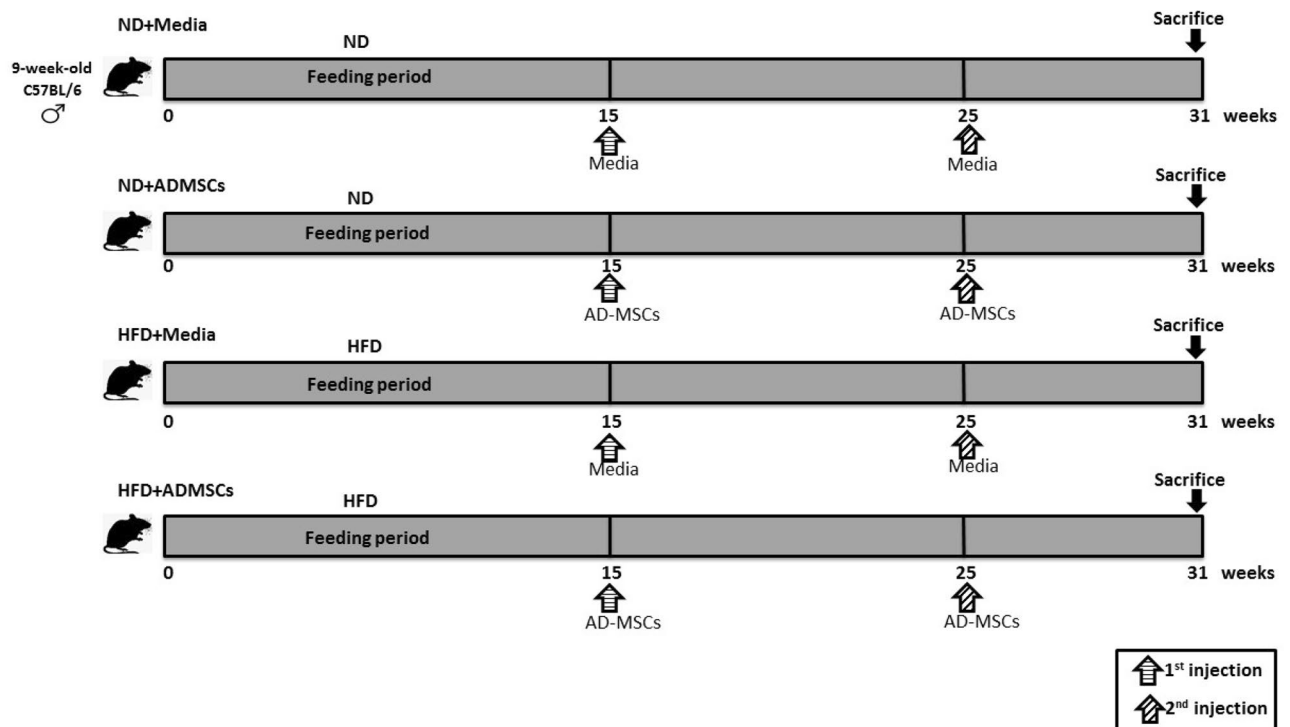 ND+Media
Sacrifice
ND
9-week-old
C57BL/6
♂
Feeding period
0 15 25 31 weeks
Media Media
ND+ADMSCs
Sacrifice
ND
Feeding period
0 15 25 31 weeks
AD-MSCs AD-MSCs
HFD+Media
Sacrifice
HFD
Feeding period
0 15 25 31 weeks
Media Media
HFD+ADMSCs
Sacrifice
HFD
Feeding period
0 15 25 31 weeks
AD-MSCs AD-MSCs
1st injection
2nd injection